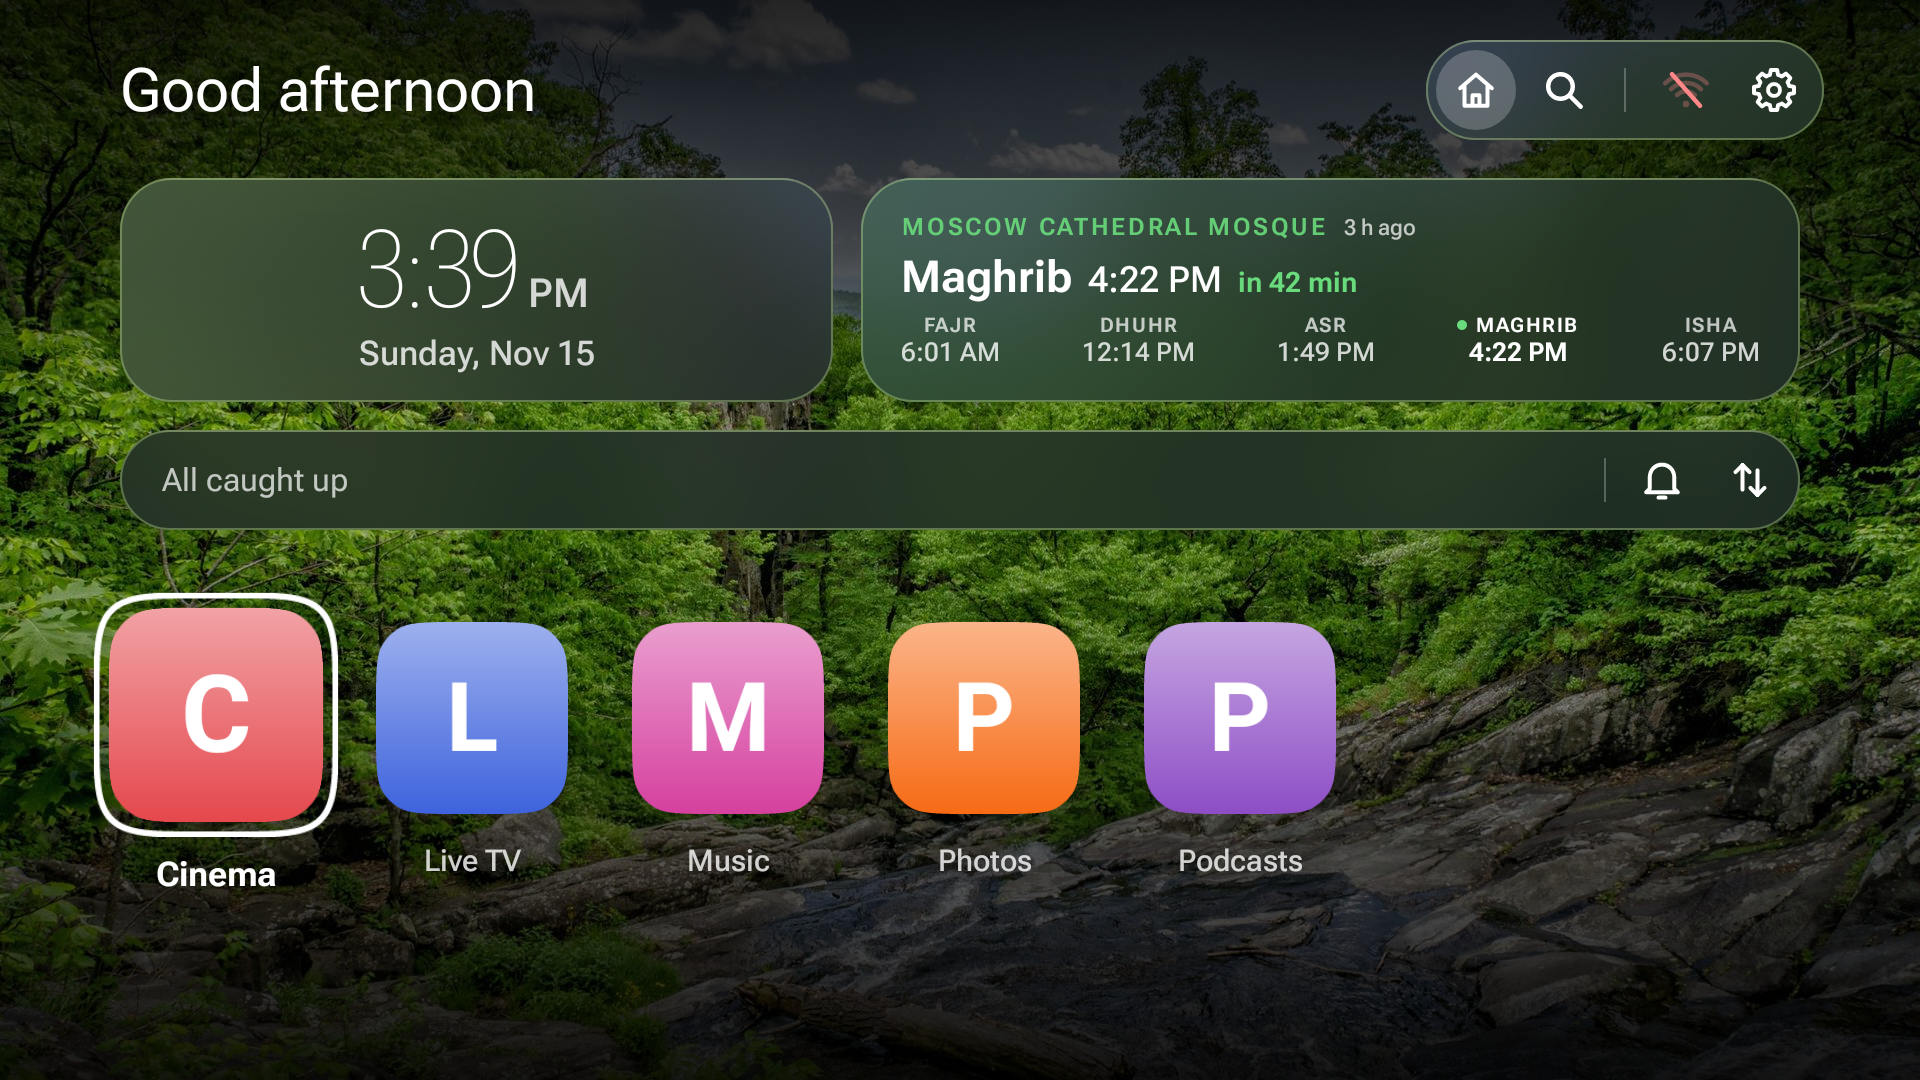 Good afternoon
3:39 PM
Sunday, Nov 15
MOSCOW CATHEDRAL MOSQUE 3 h ago
Maghrib 4:22 PM in 42 min
FAJR DHUHR ASR MAGHRIB ISHA
6:01 AM 12:14 PM 1:49 PM 4:22 PM 6:07 PM
All caught up
C L M P P
Cinema Live TV Music Photos Podcasts